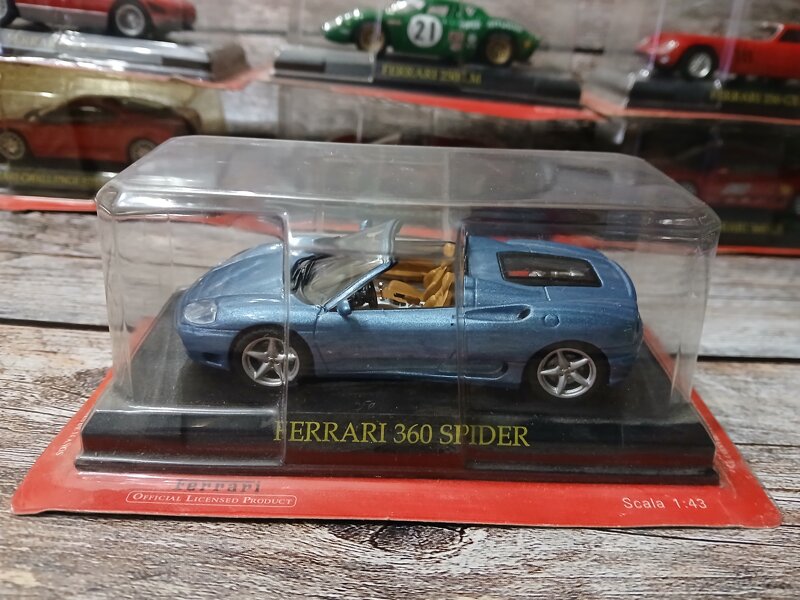 21
FERRARI 360 SPIDER
Ferrari
OFFICIAL LICENSED PRODUCT
Scala 1:43